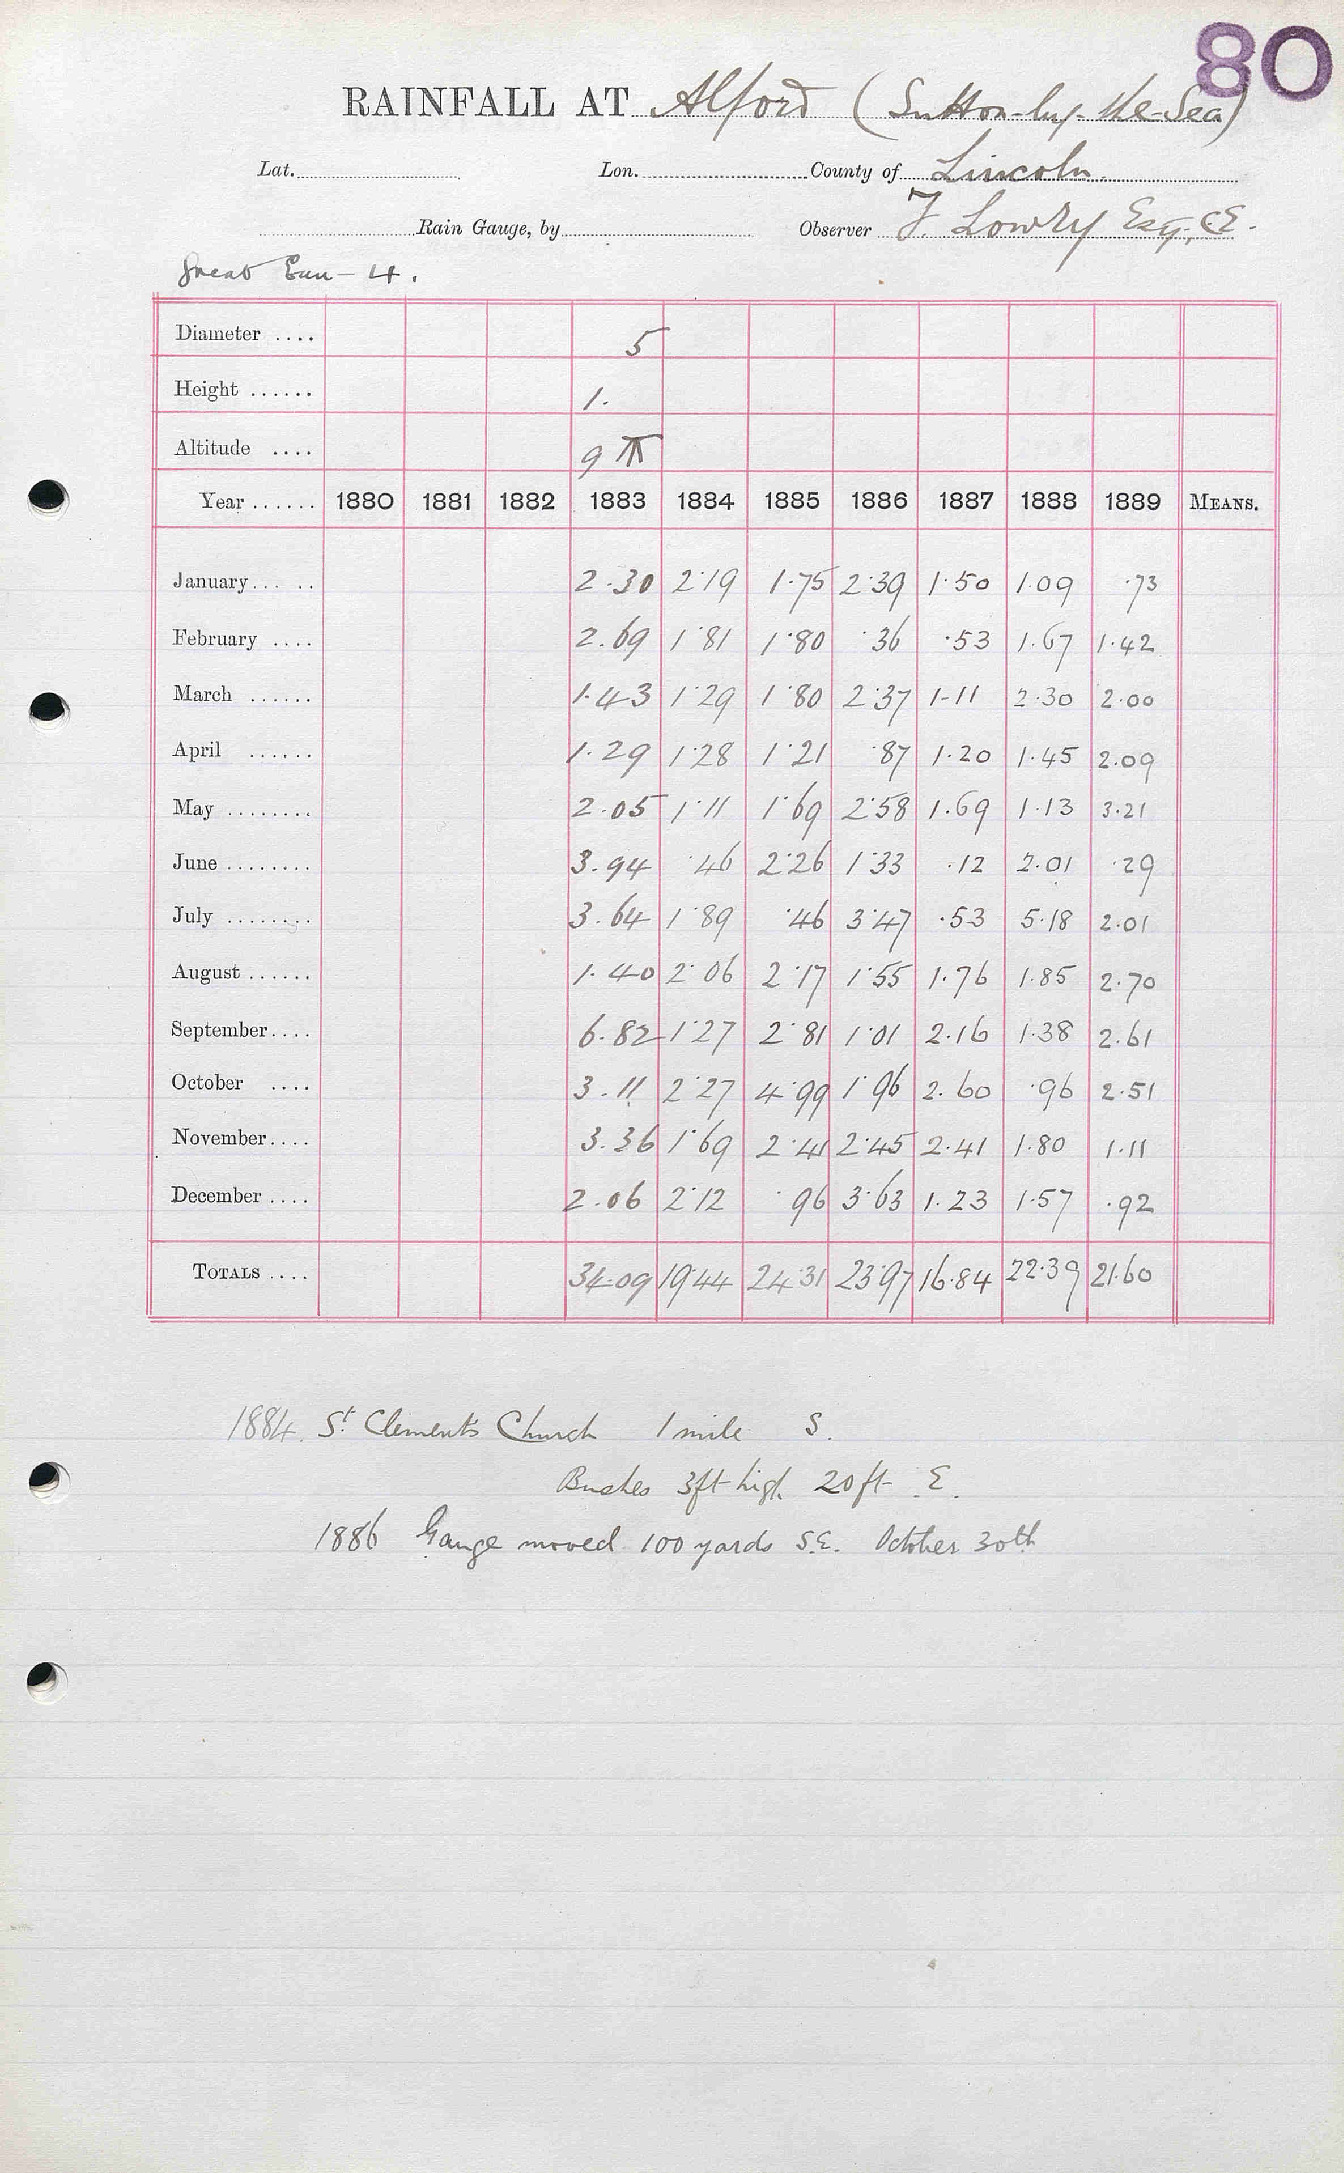 80
RAINFALL AT Alford (Sutton-by-the-Sea)
Lat. Lon. County of Lincoln
Rain Gauge, by Observer F. Lowry Esq, C.E.
Great Eau — 4.
Diameter .... 5
Height ...... 1.
Altitude .... 9
Year ...... 1880 1881 1882 1883 1884 1885 1886 1887 1888 1889 MEANS.
January... .. 2.30 2.19 1.75 2.39 1.50 1.09 .73
February .... 2.69 1.81 1.80 .36 .53 1.67 1.42
March ...... 1.43 1.29 1.80 2.37 1.11 2.30 2.00
April ...... 1.29 1.28 1.21 .87 1.20 1.45 2.09
May ........ 2.05 1.11 1.69 2.58 1.69 1.13 3.21
June ........ 3.94 .46 2.26 1.33 .12 2.01 .29
July ........ 3.64 1.89 .46 3.47 .53 5.18 2.01
August ...... 1.40 2.06 2.17 1.55 1.76 1.85 2.70
September.... 6.82 1.27 2.81 1.01 2.16 1.38 2.61
October .... 3.11 2.27 4.99 1.96 2.60 .96 2.51
November.... 3.36 1.69 2.41 2.45 2.41 1.80 1.11
December .... 2.06 2.12 .96 3.63 1.23 1.57 .92
TOTALS .... 34.09 19.44 24.31 23.97 16.84 22.39 21.60
1884. St. Clement's Church 1 mile S.
Bushes 3ft high 20ft E.
1886 Gauge moved 100 yards S.E. October 30th